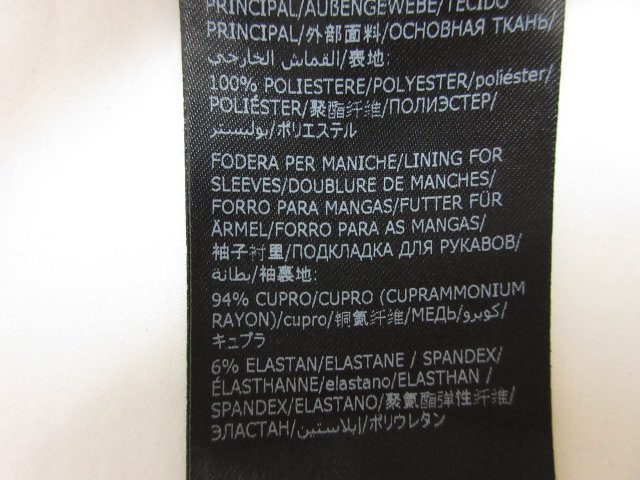 PRINCIPAL/AUßENGEWEBE/TECIDO
PRINCIPAL/外部面料/ОСНОВНАЯ ТКАНЬ/
القماش الخارجي/表地:
100% POLIESTERE/POLYESTER/poliéster/
POLIÉSTER/聚酯纤维/ПОЛИЭСТЕР/
بوليستر/ポリエステル
FODERA PER MANICHE/LINING FOR
SLEEVES/DOUBLURE DE MANCHES/
FORRO PARA MANGAS/FUTTER FÜR
ÄRMEL/FORRO PARA AS MANGAS/
袖子衬里/ПОДКЛАДКА ДЛЯ РУКАВОВ/
بطانة/袖裏地:
94% CUPRO/CUPRO (CUPRAMMONIUM
RAYON)/cupro/铜氨纤维/МЕДЬ/كوبرو/
キュプラ
6% ELASTAN/ELASTANE / SPANDEX/
ÉLASTHANNE/elastano/ELASTHAN /
SPANDEX/ELASTANO/聚氨酯弹性纤维/
ЭЛАСТАН/إيلاستين/ポリウレタン